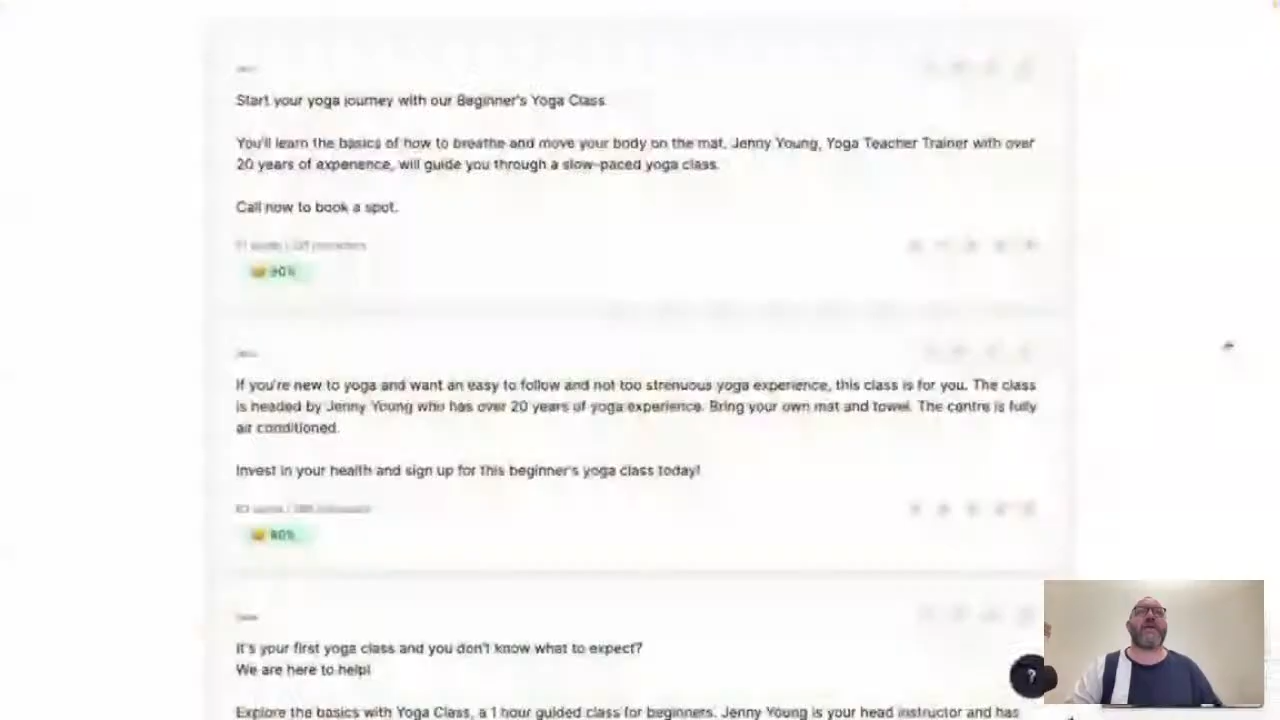 Start your yoga journey with our Beginner's Yoga Class.
You'll learn the basics of how to breathe and move your body on the mat. Jenny Young, Yoga Teacher Trainer with over
20 years of experience, will guide you through a slow-paced yoga class.
Call now to book a spot.
90%
If you're new to yoga and want an easy to follow and not too strenuous yoga experience, this class is for you. The class
is headed by Jenny Young who has over 20 years of yoga experience. Bring your own mat and towel. The centre is fully
air conditioned.
Invest in your health and sign up for this beginner's yoga class today!
It's your first yoga class and you don't know what to expect?
We are here to help!
Explore the basics with Yoga Class, a 1 hour guided class for beginners. Jenny Young is your head instructor and has
?